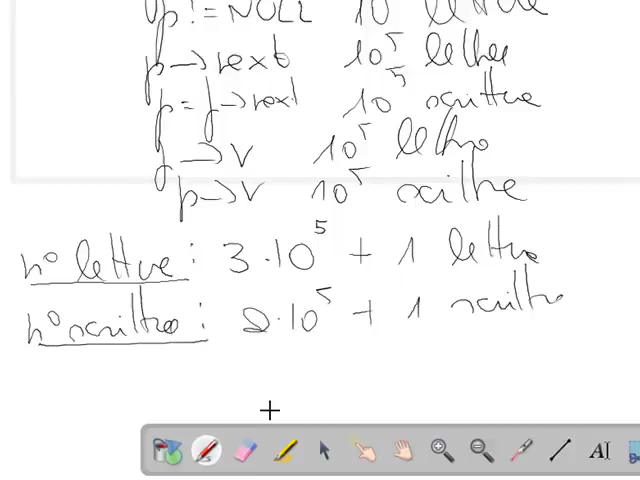 p != NULL 10 letture
p → next 10^5 letture
p = p → next 10^5 scritture
p → v 10^5 lettura
p → v 10^5 scritture
n° letture : 3·10^5 + 1 letture
n° scritture : 2·10^5 + 1 scritture
AI